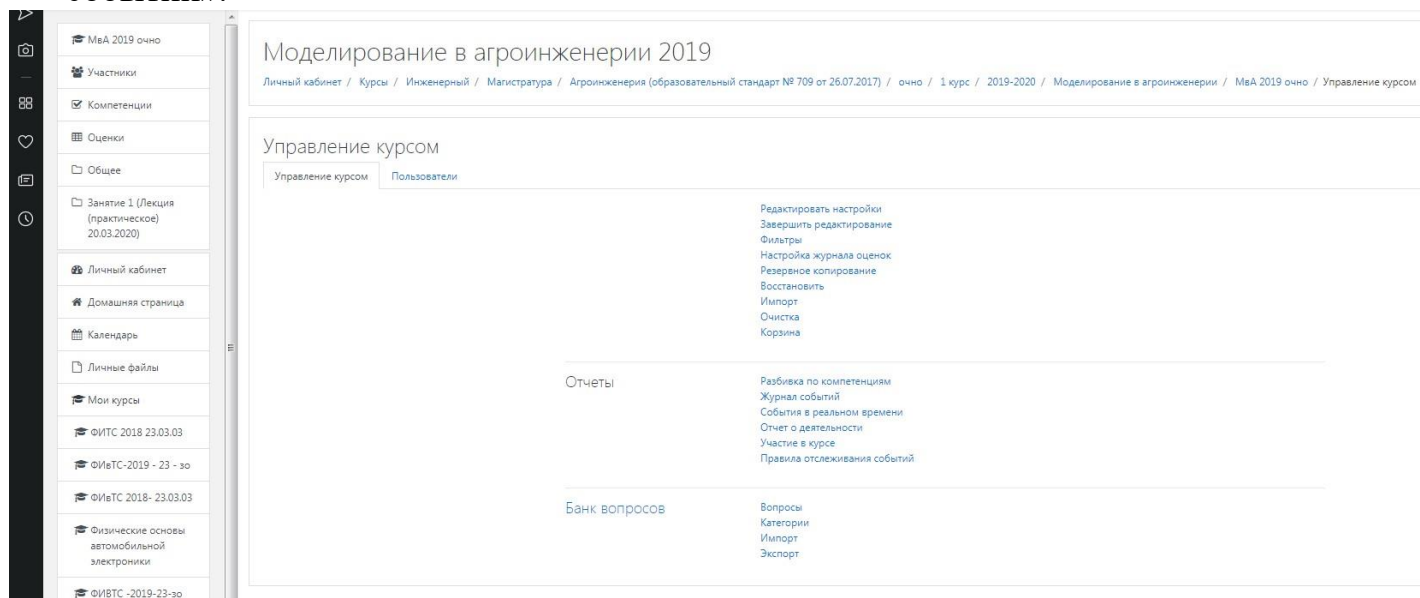 МвА 2019 очно
Участники
Компетенции
Оценки
Общее
Занятие 1 (Лекция
(практическое)
20.03.2020)
Личный кабинет
Домашняя страница
Календарь
Личные файлы
Мои курсы
ФИТС 2018 23.03.03
ФИвТС-2019 - 23 - зо
ФИвТС 2018- 23.03.03
Физические основы
автомобильной
электроники
ФИВТС -2019-23-зо
Моделирование в агроинженерии 2019
Личный кабинет / Курсы / Инженерный / Магистратура / Агроинженерия (образовательный стандарт № 709 от 26.07.2017) / очно / 1 курс / 2019-2020 / Моделирование в агроинженерии / МвА 2019 очно / Управление курсом
Управление курсом
Управление курсом Пользователи
Редактировать настройки
Завершить редактирование
Фильтры
Настройка журнала оценок
Резервное копирование
Восстановить
Импорт
Очистка
Корзина
Отчеты
Разбивка по компетенциям
Журнал событий
События в реальном времени
Отчет о деятельности
Участие в курсе
Правила отслеживания событий
Банк вопросов
Вопросы
Категории
Импорт
Экспорт